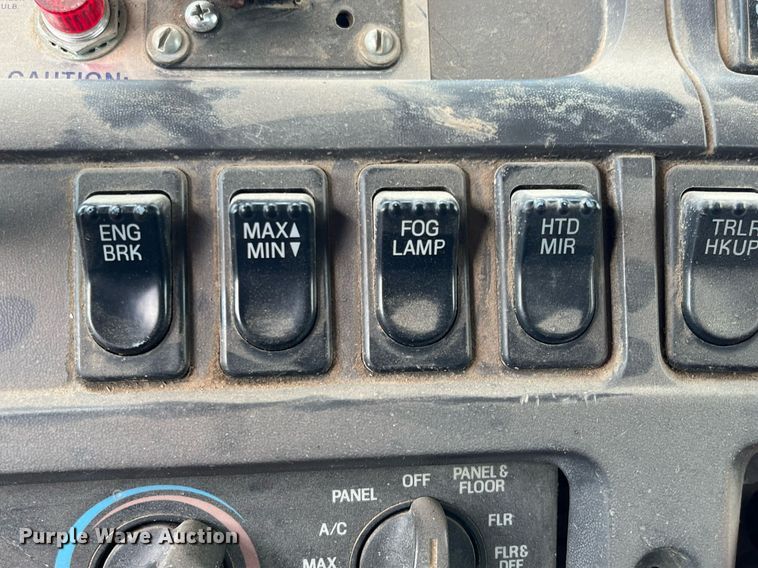 ULB.
CAUTION:
ENG
BRK
MAX▲
MIN▼
FOG
LAMP
HTD
MIR
TRLR
HKUP
PANEL
OFF
PANEL &
FLOOR
A/C
FLR
MAX
FLR&
DEF
Purple Wave Auction